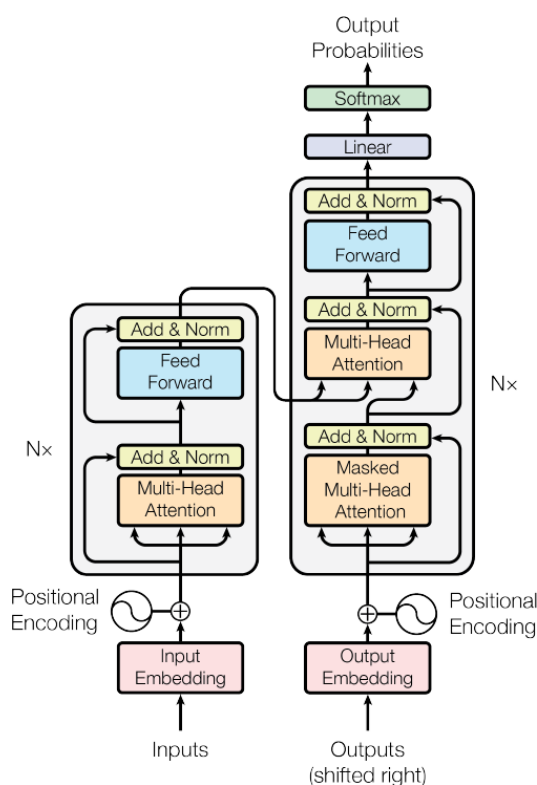 Output
Probabilities
Softmax
Linear
Add & Norm
Feed
Forward
Add & Norm
Multi-Head
Attention
N×
Add & Norm
Masked
Multi-Head
Attention
Positional
Encoding
Output
Embedding
Outputs
(shifted right)
Add & Norm
Feed
Forward
N×
Add & Norm
Multi-Head
Attention
Positional
Encoding
Input
Embedding
Inputs